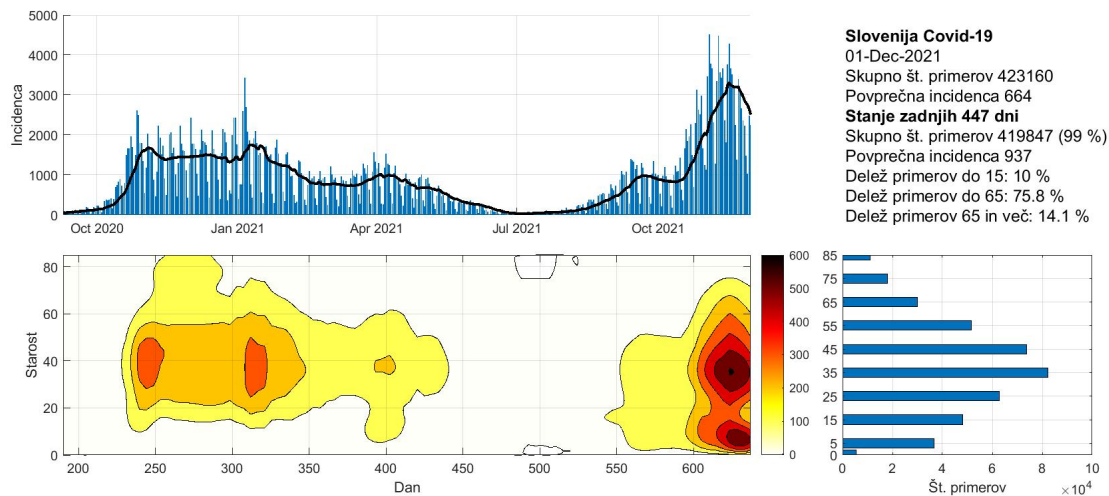 5000
4000
3000
2000
1000
0
Incidenca
Oct 2020
Jan 2021
Apr 2021
Jul 2021
Oct 2021
Slovenija Covid-19
01-Dec-2021
Skupno št. primerov 423160
Povprečna incidenca 664
Stanje zadnjih 447 dni
Skupno št. primerov 419847 (99 %)
Povprečna incidenca 937
Delež primerov do 15: 10 %
Delež primerov do 65: 75.8 %
Delež primerov 65 in več: 14.1 %
80
60
40
20
0
Starost
200
250
300
350
400
450
500
550
600
Dan
600
500
400
300
200
100
0
85
75
65
55
45
35
25
15
5
0
0
2
4
6
8
10
×10⁴
Št. primerov